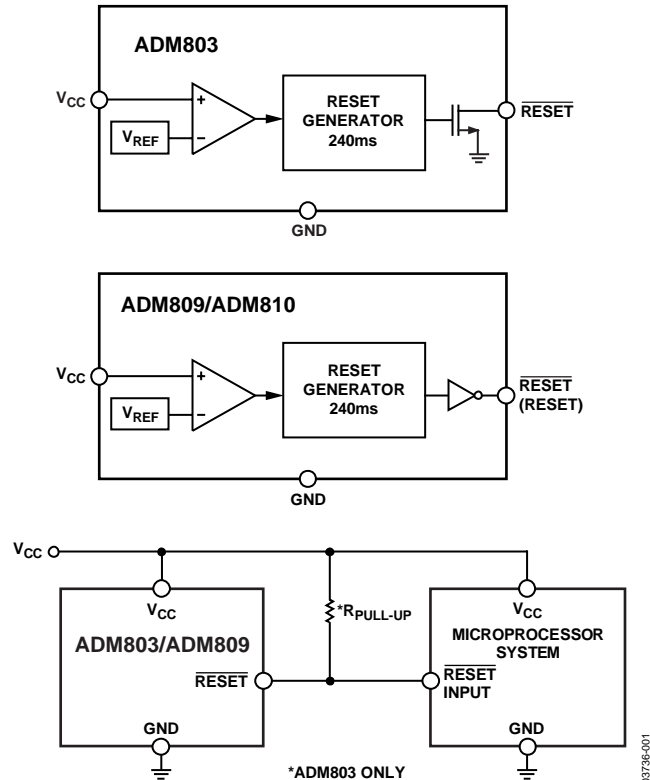 ADM803
VCC
+
VREF
−
RESET
GENERATOR
240ms
RESET
GND
ADM809/ADM810
VCC
+
VREF
−
RESET
GENERATOR
240ms
RESET
(RESET)
GND
VCC
VCC
ADM803/ADM809
RESET
GND
*RPULL-UP
VCC
MICROPROCESSOR
SYSTEM
RESET
INPUT
GND
*ADM803 ONLY
03736-001